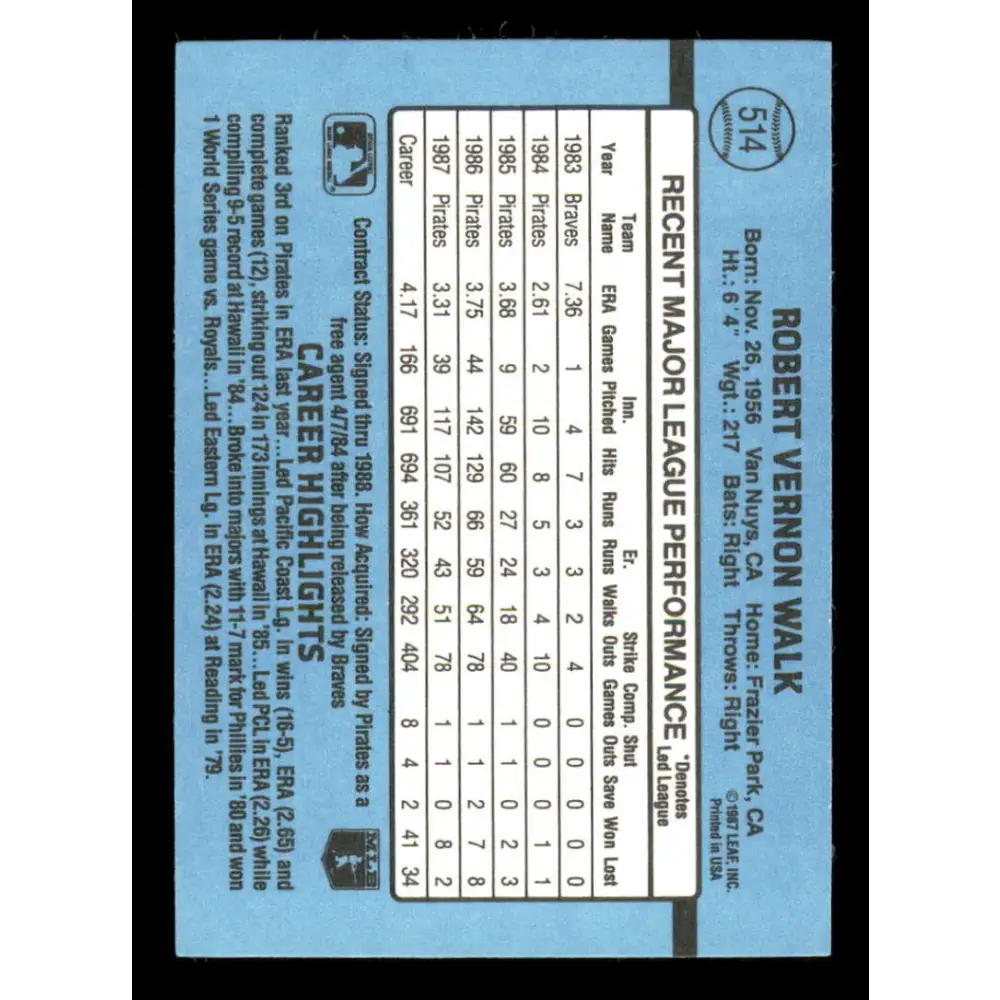 514
ROBERT VERNON WALK
Born: Nov. 26, 1956 Van Nuys, CA Home: Frazier Park, CA
Ht.: 6'4" Wgt.: 217 Bats: Right Throws: Right
©1987 LEAF, INC.
Printed in USA
RECENT MAJOR LEAGUE PERFORMANCE *Denotes Led League
Team Inn. Er. Strike Comp. Shut
Year Name ERA Games Pitched Hits Runs Runs Walks Outs Games Outs Save Won Lost
1983 Braves 7.36 1 4 7 3 3 2 4 0 0 0 0 0
1984 Pirates 2.61 2 10 8 5 3 4 10 0 0 0 1 1
1985 Pirates 3.68 9 59 60 27 24 18 40 1 1 0 2 3
1986 Pirates 3.75 44 142 129 66 59 64 78 1 1 2 7 8
1987 Pirates 3.31 39 117 107 52 43 51 78 1 1 0 8 2
Career 4.17 166 691 694 361 320 292 404 8 4 2 41 34
Contract Status: Signed thru 1988. How Acquired: Signed by Pirates as a
free agent 4/7/84 after being released by Braves
MLB
CAREER HIGHLIGHTS
Ranked 3rd on Pirates in ERA last year...Led Pacific Coast Lg. in wins (16-5), ERA (2.65) and
complete games (12), striking out 124 in 173 innings at Hawaii in '85...Led PCL in ERA (2.26) while
compiling 9-5 record at Hawaii in '84...Broke into majors with 11-7 mark for Phillies in '80 and won
1 World Series game vs. Royals...Led Eastern Lg. in ERA (2.24) at Reading in '79.